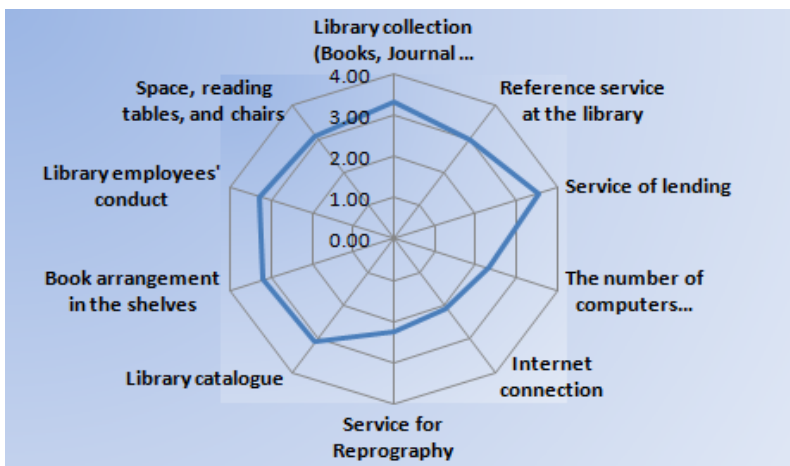 Library collection
(Books, Journal ...
Reference service
at the library
Service of lending
The number of
computers...
Internet
connection
Service for
Reprography
Library catalogue
Book arrangement
in the shelves
Library employees'
conduct
Space, reading
tables, and chairs
4.00
3.00
2.00
1.00
0.00